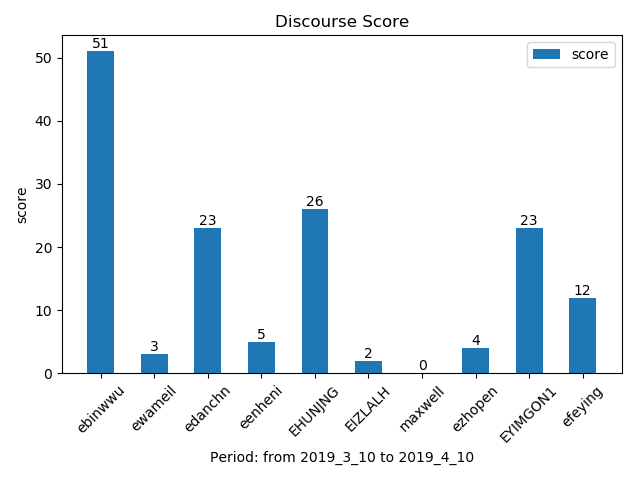 Discourse Score
score
50
40
30
20
10
0
score
51
3
23
5
26
2
0
4
23
12
ebinwwu
ewameil
edanchn
eenheni
EHUNJNG
EIZLALH
maxwell
ezhopen
EYIMGON1
efeying
Period: from 2019_3_10 to 2019_4_10